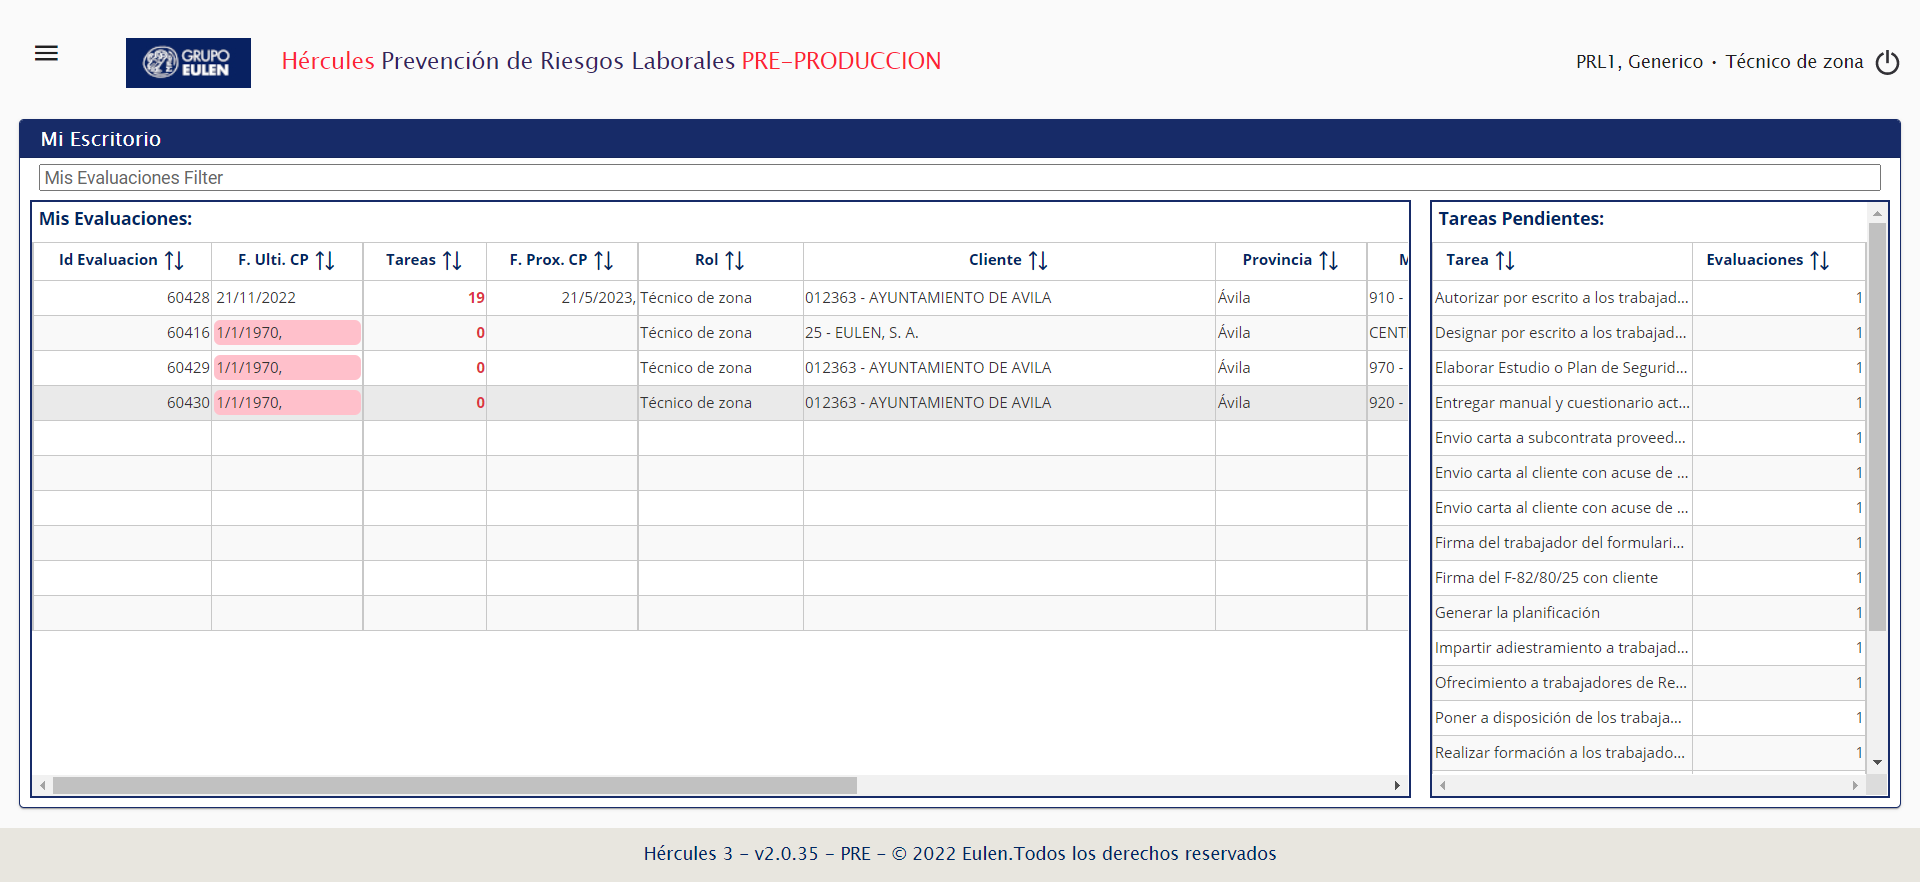 GRUPO
EULEN
Hércules Prevención de Riesgos Laborales PRE-PRODUCCION
PRL1, Generico · Técnico de zona
Mi Escritorio
Mis Evaluaciones Filter
Mis Evaluaciones:
Id Evaluacion F. Ulti. CP Tareas F. Prox. CP Rol Cliente Provincia
60428 21/11/2022 19 21/5/2023, Técnico de zona 012363 - AYUNTAMIENTO DE AVILA Ávila 910 -
60416 1/1/1970, 0 Técnico de zona 25 - EULEN, S. A. Ávila CENT
60429 1/1/1970, 0 Técnico de zona 012363 - AYUNTAMIENTO DE AVILA Ávila 970 -
60430 1/1/1970, 0 Técnico de zona 012363 - AYUNTAMIENTO DE AVILA Ávila 920 -
Tareas Pendientes:
Tarea Evaluaciones
Autorizar por escrito a los trabajad... 1
Designar por escrito a los trabajad... 1
Elaborar Estudio o Plan de Segurid... 1
Entregar manual y cuestionario act... 1
Envio carta a subcontrata proveed... 1
Envio carta al cliente con acuse de ... 1
Envio carta al cliente con acuse de ... 1
Firma del trabajador del formulari... 1
Firma del F-82/80/25 con cliente 1
Generar la planificación 1
Impartir adiestramiento a trabajad... 1
Ofrecimiento a trabajadores de Re... 1
Poner a disposición de los trabaja... 1
Realizar formación a los trabajado... 1
Hércules 3 - v2.0.35 - PRE - © 2022 Eulen.Todos los derechos reservados